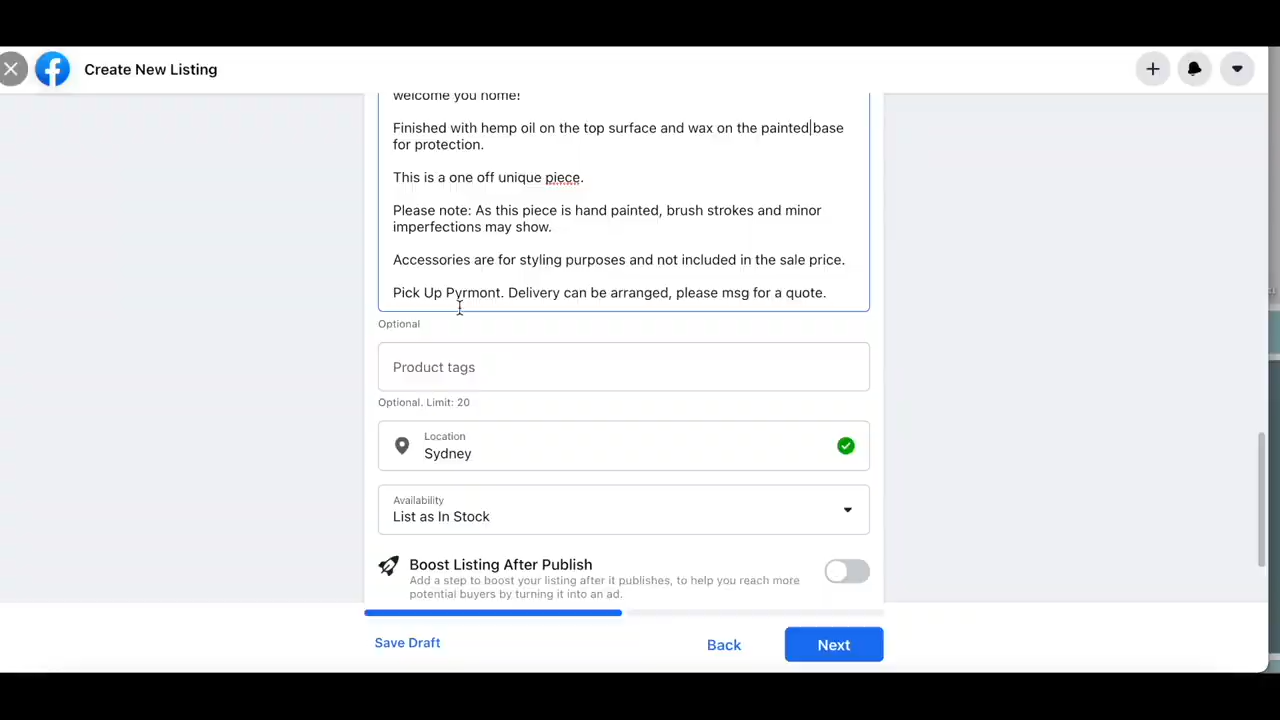 Create New Listing
welcome you home!
Finished with hemp oil on the top surface and wax on the painted base
for protection.
This is a one off unique piece.
Please note: As this piece is hand painted, brush strokes and minor
imperfections may show.
Accessories are for styling purposes and not included in the sale price.
Pick Up Pyrmont. Delivery can be arranged, please msg for a quote.
Optional
Product tags
Optional. Limit: 20
Location
Sydney
Availability
List as In Stock
Boost Listing After Publish
Add a step to boost your listing after it publishes, to help you reach more
potential buyers by turning it into an ad.
Save Draft
Back
Next